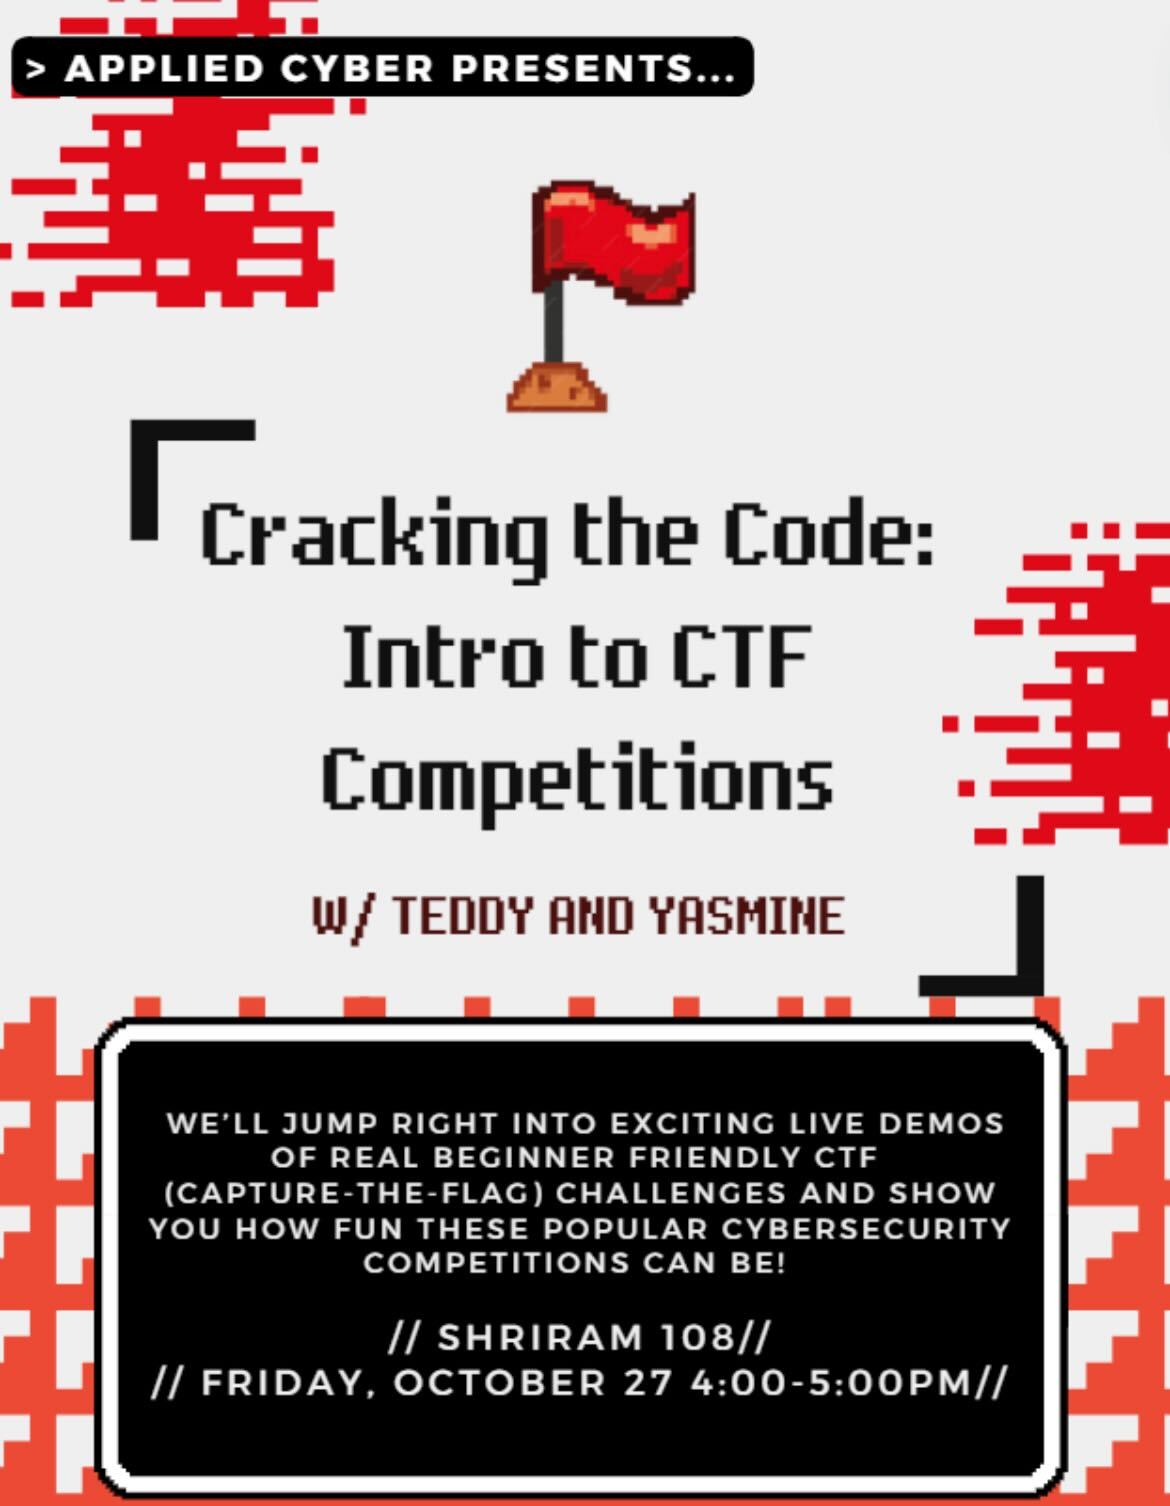 > APPLIED CYBER PRESENTS...
Cracking the Code:
Intro to CTF
Competitions
W/ TEDDY AND YASMINE
WE’LL JUMP RIGHT INTO EXCITING LIVE DEMOS
OF REAL BEGINNER FRIENDLY CTF
(CAPTURE-THE-FLAG) CHALLENGES AND SHOW
YOU HOW FUN THESE POPULAR CYBERSECURITY
COMPETITIONS CAN BE!
// SHRIRAM 108//
// FRIDAY, OCTOBER 27 4:00-5:00PM//